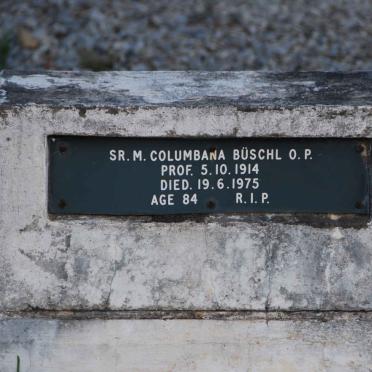 SR. M. COLUMBANA BÜSCHL O. P.
PROF. 5. 10. 1914
DIED. 19. 6. 1975
AGE 84 R. I. P.